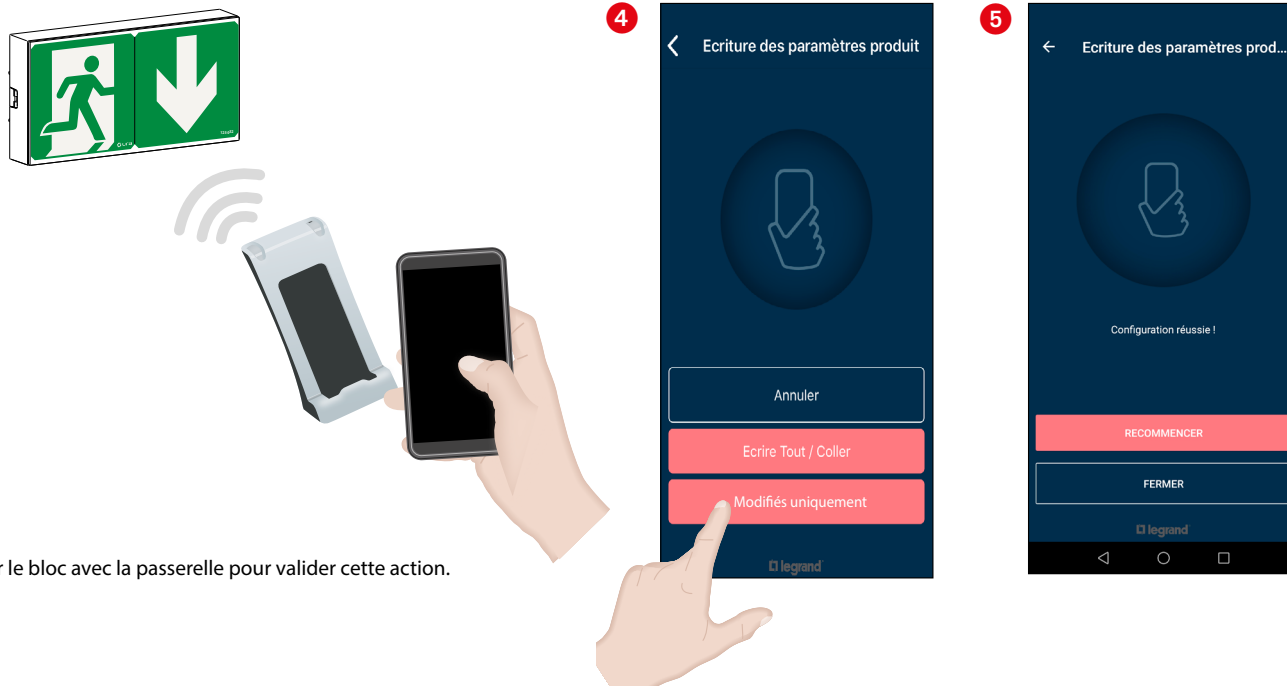 4
Ecriture des paramètres produit
Annuler
Ecrire Tout / Coller
Modifiés uniquement
legrand
5
Ecriture des paramètres prod...
Configuration réussie !
RECOMMENCER
FERMER
legrand
r le bloc avec la passerelle pour valider cette action.